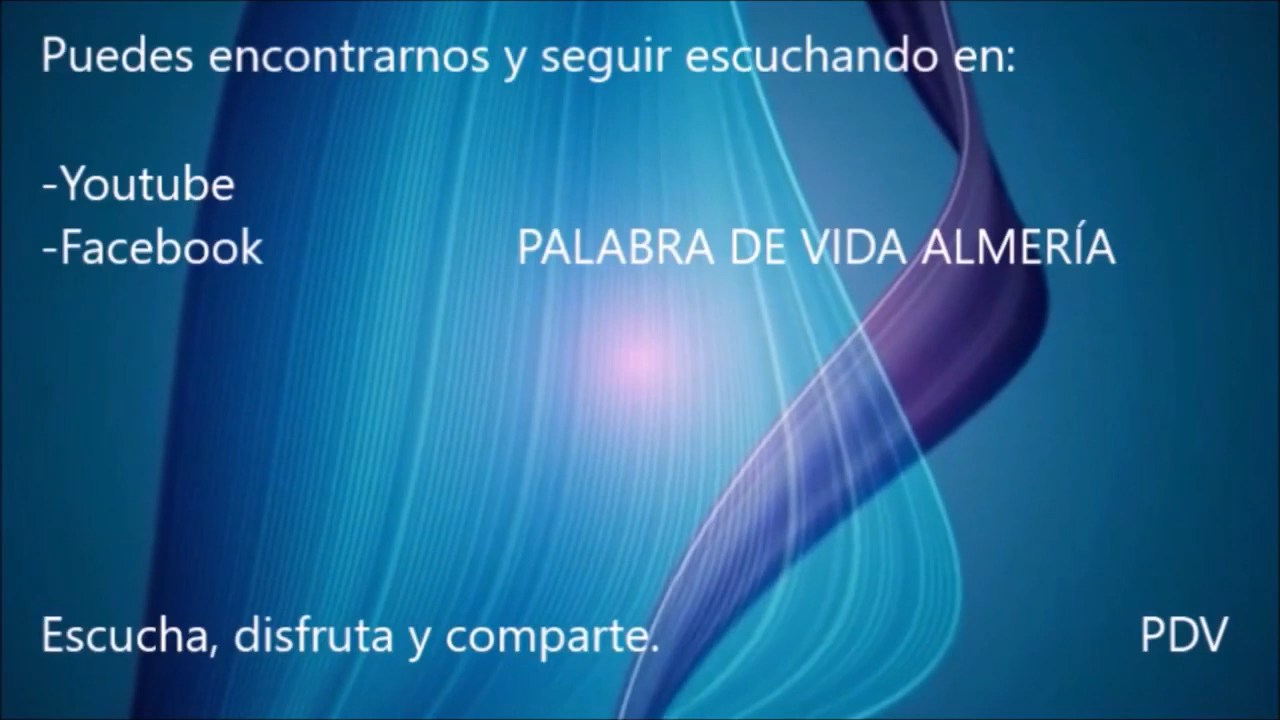 Puedes encontrarnos y seguir escuchando en:
-Youtube
-Facebook PALABRA DE VIDA ALMERÍA
Escucha, disfruta y comparte. PDV